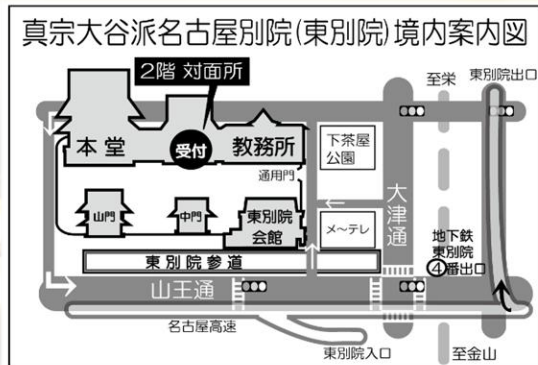 真宗大谷派名古屋別院(東別院)境内案内図
2階 対面所
至栄
東別院出口
本堂
受付
教務所
下茶屋
公園
通用門
大津通
山門
中門
東別院
会館
メ〜テレ
地下鉄
東別院
④番出口
東別院参道
山王通
名古屋高速
東別院入口
至金山